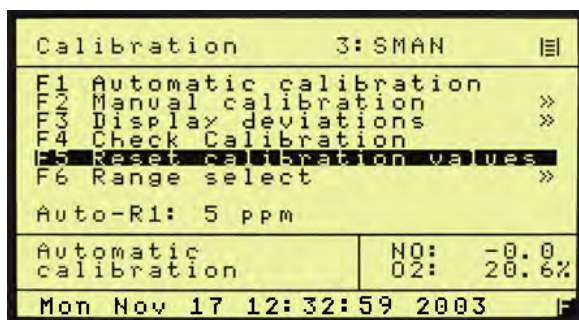 Calibration 3:SMAN
F1 Automatic calibration
F2 Manual calibration »
F3 Display deviations »
F4 Check Calibration
F5 Reset calibration values
F6 Range select »
Auto-R1: 5 ppm
Automatic calibration
NO: -0.0
O2: 20.6%
Mon Nov 17 12:32:59 2003 F